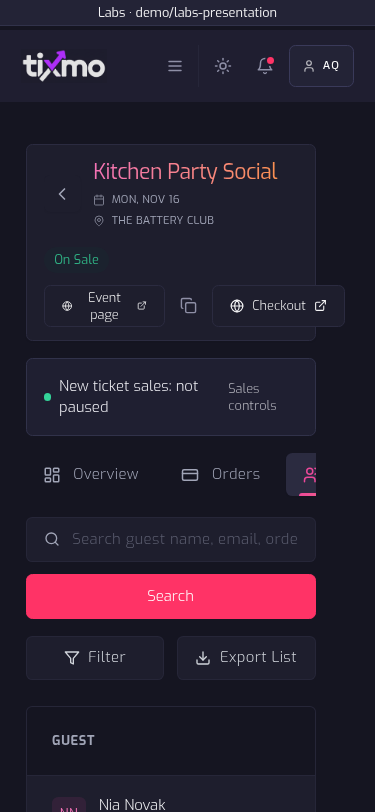 Labs · demo/labs-presentation
tixmo
AQ
Kitchen Party Social
MON, NOV 16
THE BATTERY CLUB
On Sale
Event
page
Checkout
New ticket sales: not
paused
Sales
controls
Overview
Orders
Search guest name, email, orde
Search
Filter
Export List
GUEST
NN
Nia Novak